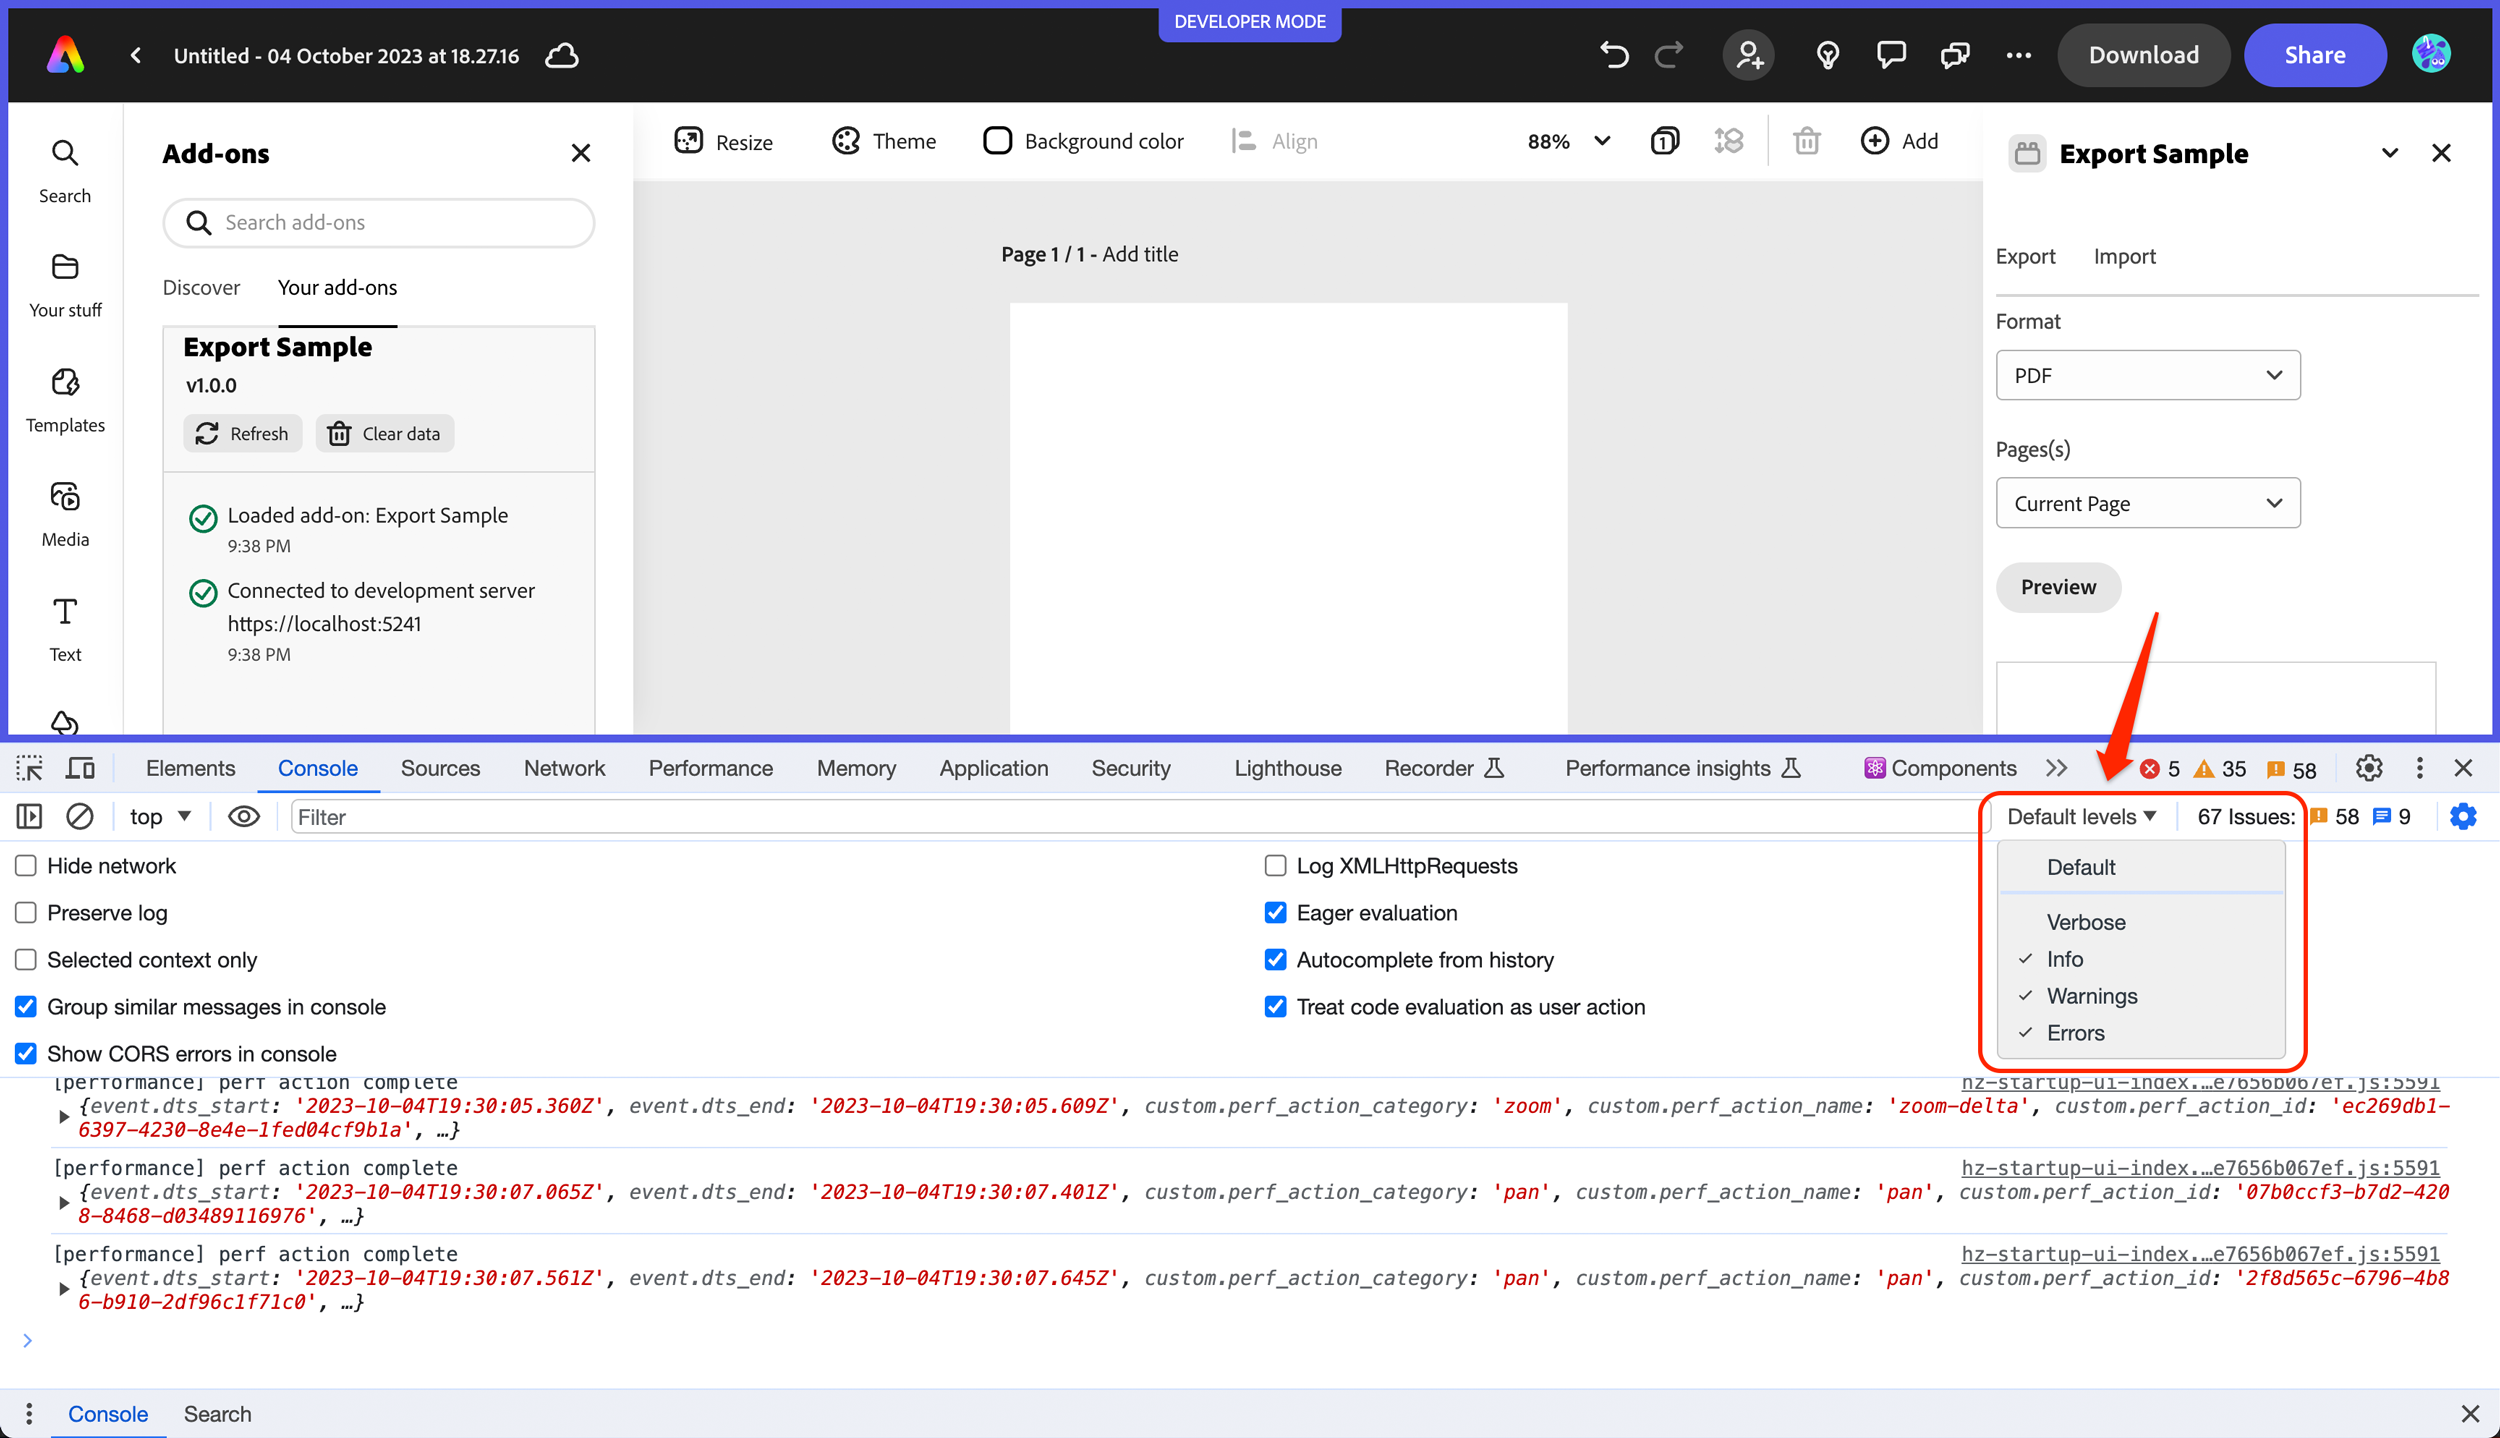 DEVELOPER MODE
Untitled - 04 October 2023 at 18.27.16
Download
Share
Search
Your stuff
Templates
Media
Text
Add-ons
Search add-ons
Discover
Your add-ons
Export Sample
v1.0.0
Refresh
Clear data
Loaded add-on: Export Sample
9:38 PM
Connected to development server
https://localhost:5241
9:38 PM
Resize
Theme
Background color
Align
88%
1
Add
Page 1 / 1 - Add title
Export Sample
Export
Import
Format
PDF
Pages(s)
Current Page
Preview
Elements
Console
Sources
Network
Performance
Memory
Application
Security
Lighthouse
Recorder
Performance insights
Components
5
35
58
top
Filter
Default levels
67 Issues:
58
9
Hide network
Preserve log
Selected context only
Group similar messages in console
Show CORS errors in console
Log XMLHttpRequests
Eager evaluation
Autocomplete from history
Treat code evaluation as user action
Default
Verbose
Info
Warnings
Errors
[performance] perf action complete
hz-startup-ui-index.…e7656b067ef.js:5591
{event.dts_start: '2023-10-04T19:30:05.360Z', event.dts_end: '2023-10-04T19:30:05.609Z', custom.perf_action_category: 'zoom', custom.perf_action_name: 'zoom-delta', custom.perf_action_id: 'ec269db1-
6397-4230-8e4e-1fed04cf9b1a', …}
[performance] perf action complete
hz-startup-ui-index.…e7656b067ef.js:5591
{event.dts_start: '2023-10-04T19:30:07.065Z', event.dts_end: '2023-10-04T19:30:07.401Z', custom.perf_action_category: 'pan', custom.perf_action_name: 'pan', custom.perf_action_id: '07b0ccf3-b7d2-420
8-8468-d03489116976', …}
[performance] perf action complete
hz-startup-ui-index.…e7656b067ef.js:5591
{event.dts_start: '2023-10-04T19:30:07.561Z', event.dts_end: '2023-10-04T19:30:07.645Z', custom.perf_action_category: 'pan', custom.perf_action_name: 'pan', custom.perf_action_id: '2f8d565c-6796-4b8
6-b910-2df96c1f71c0', …}
Console
Search